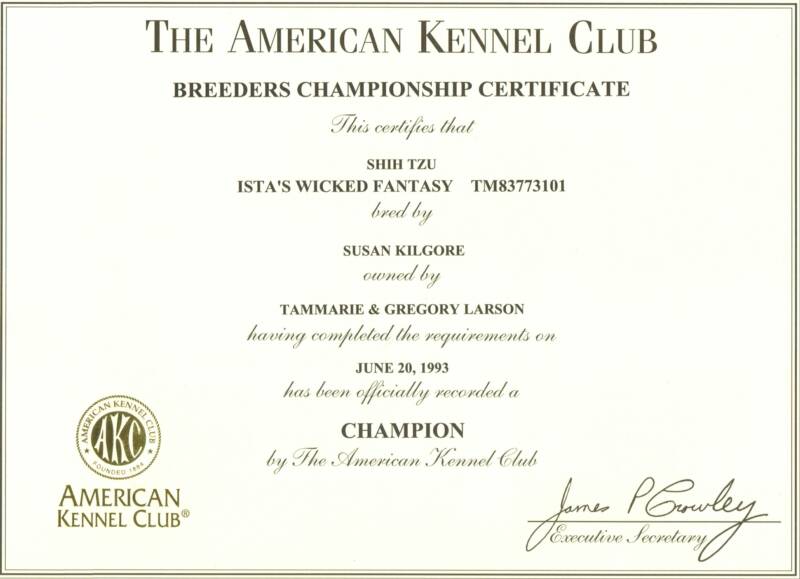 THE AMERICAN KENNEL CLUB
BREEDERS CHAMPIONSHIP CERTIFICATE
This certifies that
SHIH TZU
ISTA'S WICKED FANTASY TM83773101
bred by
SUSAN KILGORE
owned by
TAMMARIE & GREGORY LARSON
having completed the requirements on
JUNE 20, 1993
has been officially recorded a
CHAMPION
by The American Kennel Club
AMERICAN KENNEL CLUB
AKC
FOUNDED 1884
AMERICAN
KENNEL CLUB®
James P Crowley
Executive Secretary